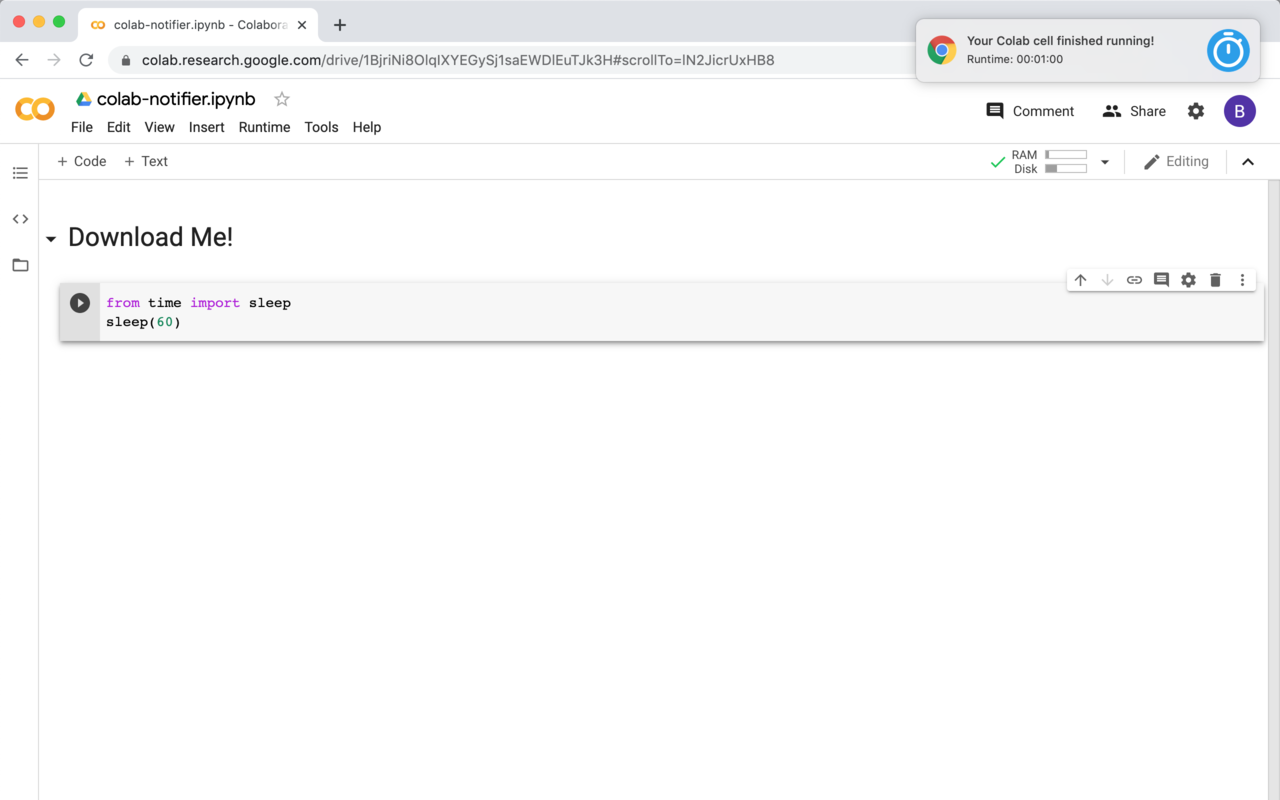 colab-notifier.ipynb - Colabora
colab.research.google.com/drive/1BjriNi8OlqIXYEGySj1saEWDlEuTJk3H#scrollTo=IN2JicrUxHB8
Your Colab cell finished running!
Runtime: 00:01:00
colab-notifier.ipynb
File Edit View Insert Runtime Tools Help
Comment Share B
+ Code + Text
RAM
Disk
Editing
Download Me!
from time import sleep
sleep(60)